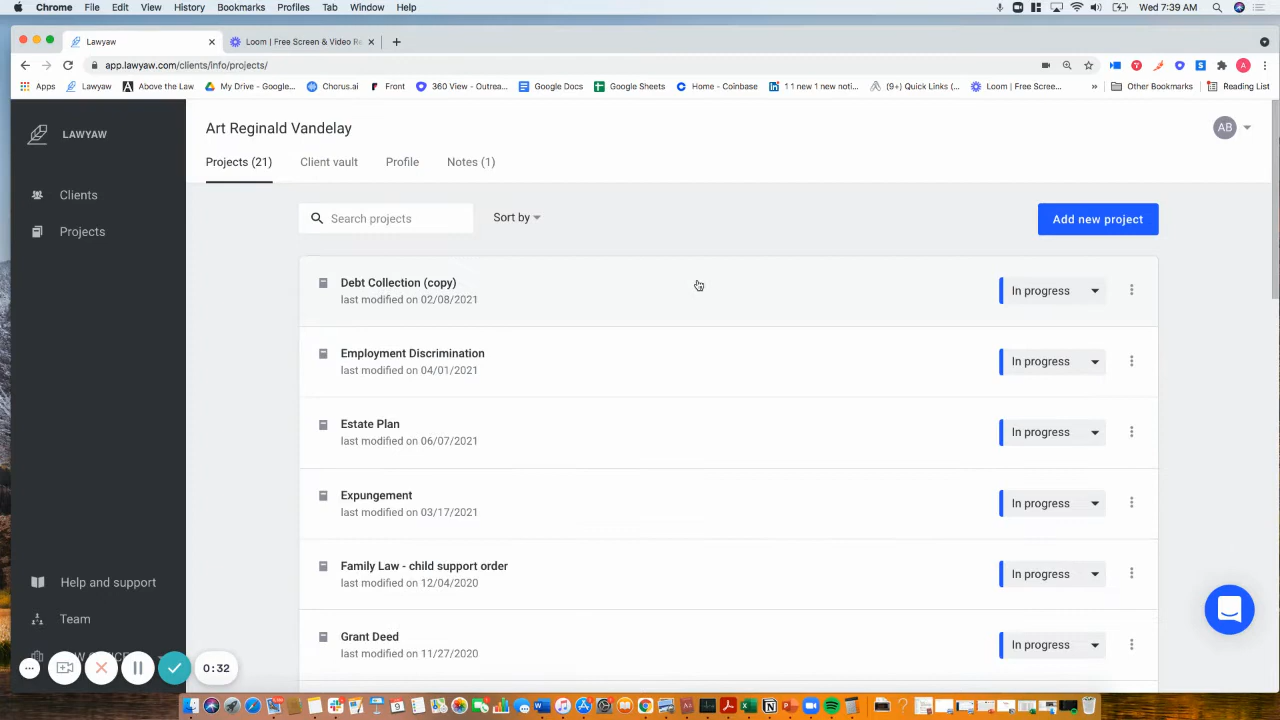 Chrome File Edit View History Bookmarks Profiles Tab Window Help Wed 7:39 AM
Lawyaw Loom | Free Screen & Video Re
app.lawyaw.com/clients/info/projects/
Apps Lawyaw Above the Law My Drive - Google... Chorus.ai Front 360 View - Outrea... Google Docs Google Sheets Home - Coinbase 1 1 new 1 new noti... (9+) Quick Links (... Loom | Free Scree... » Other Bookmarks Reading List
LAWYAW
Clients
Projects
Help and support
Team
0:32
Art Reginald Vandelay
AB
Projects (21) Client vault Profile Notes (1)
Search projects Sort by Add new project
Debt Collection (copy)
last modified on 02/08/2021
In progress
Employment Discrimination
last modified on 04/01/2021
In progress
Estate Plan
last modified on 06/07/2021
In progress
Expungement
last modified on 03/17/2021
In progress
Family Law - child support order
last modified on 12/04/2020
In progress
Grant Deed
last modified on 11/27/2020
In progress